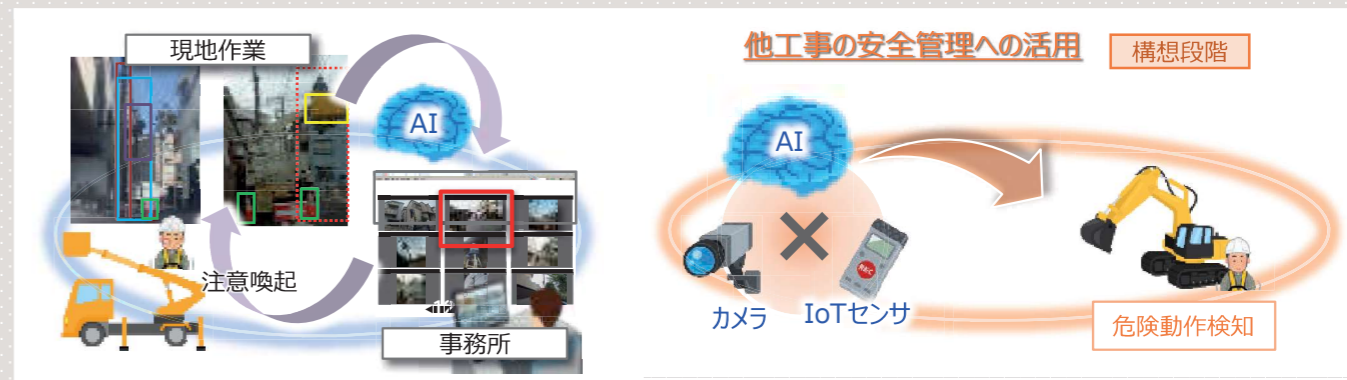 現地作業
AI
注意喚起
事務所
他工事の安全管理への活用
構想段階
AI
REC
カメラ
IoTセンサ
危険動作検知